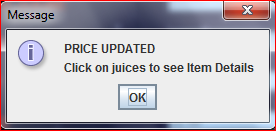 Message
PRICE UPDATED
Click on juices to see Item Details
OK